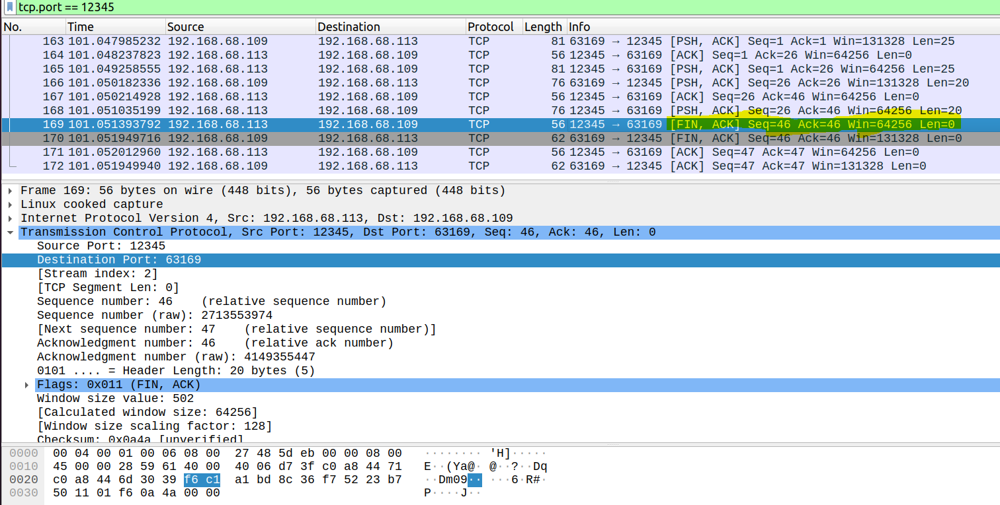 tcp.port == 12345
No. Time Source Destination Protocol Length Info
163 101.047985232 192.168.68.109 192.168.68.113 TCP 81 63169 → 12345 [PSH, ACK] Seq=1 Ack=1 Win=131328 Len=25
164 101.048237823 192.168.68.113 192.168.68.109 TCP 56 12345 → 63169 [ACK] Seq=1 Ack=26 Win=64256 Len=0
165 101.049258555 192.168.68.113 192.168.68.109 TCP 81 12345 → 63169 [PSH, ACK] Seq=1 Ack=26 Win=64256 Len=25
166 101.050182336 192.168.68.109 192.168.68.113 TCP 76 63169 → 12345 [PSH, ACK] Seq=26 Ack=26 Win=131328 Len=20
167 101.050214928 192.168.68.113 192.168.68.109 TCP 56 12345 → 63169 [ACK] Seq=26 Ack=46 Win=64256 Len=0
168 101.051035199 192.168.68.113 192.168.68.109 TCP 76 12345 → 63169 [PSH, ACK] Seq=26 Ack=46 Win=64256 Len=20
169 101.051393792 192.168.68.113 192.168.68.109 TCP 56 12345 → 63169 [FIN, ACK] Seq=46 Ack=46 Win=64256 Len=0
170 101.051949716 192.168.68.109 192.168.68.113 TCP 62 63169 → 12345 [FIN, ACK] Seq=46 Ack=46 Win=131328 Len=0
171 101.052012960 192.168.68.113 192.168.68.109 TCP 56 12345 → 63169 [ACK] Seq=47 Ack=47 Win=64256 Len=0
172 101.051949940 192.168.68.109 192.168.68.113 TCP 62 63169 → 12345 [ACK] Seq=47 Ack=47 Win=131328 Len=0
Frame 169: 56 bytes on wire (448 bits), 56 bytes captured (448 bits)
Linux cooked capture
Internet Protocol Version 4, Src: 192.168.68.113, Dst: 192.168.68.109
Transmission Control Protocol, Src Port: 12345, Dst Port: 63169, Seq: 46, Ack: 46, Len: 0
Source Port: 12345
Destination Port: 63169
[Stream index: 2]
[TCP Segment Len: 0]
Sequence number: 46 (relative sequence number)
Sequence number (raw): 2713553974
[Next sequence number: 47 (relative sequence number)]
Acknowledgment number: 46 (relative ack number)
Acknowledgment number (raw): 4149355447
0101 .... = Header Length: 20 bytes (5)
Flags: 0x011 (FIN, ACK)
Window size value: 502
[Calculated window size: 64256]
[Window size scaling factor: 128]
Checksum: 0x0a4a [unverified]
0000 00 04 00 01 00 06 08 00 27 48 5d eb 00 00 08 00 ········ 'H]·····
0010 45 00 00 28 59 61 40 00 40 06 d7 3f c0 a8 44 71 E··(Ya@· @··?··Dq
0020 c0 a8 44 6d 30 39 f6 c1 a1 bd 8c 36 f7 52 23 b7 ··Dm09·· ···6·R#·
0030 50 11 01 f6 0a 4a 00 00 P····J··